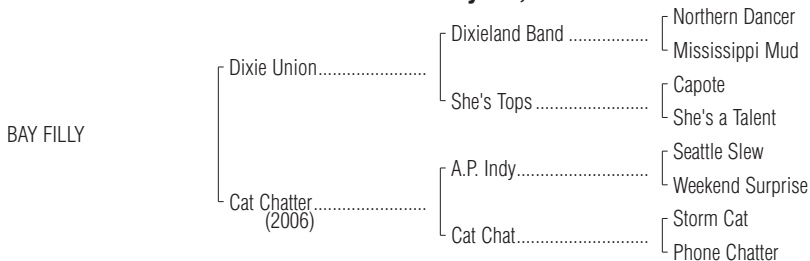 Northern Dancer
Dixieland Band ..................
Mississippi Mud
Dixie Union........................
Capote
She's Tops.........................
She's a Talent
BAY FILLY
Seattle Slew
A.P. Indy.............................
Weekend Surprise
Cat Chatter.........................
(2006)
Storm Cat
Cat Chat.............................
Phone Chatter